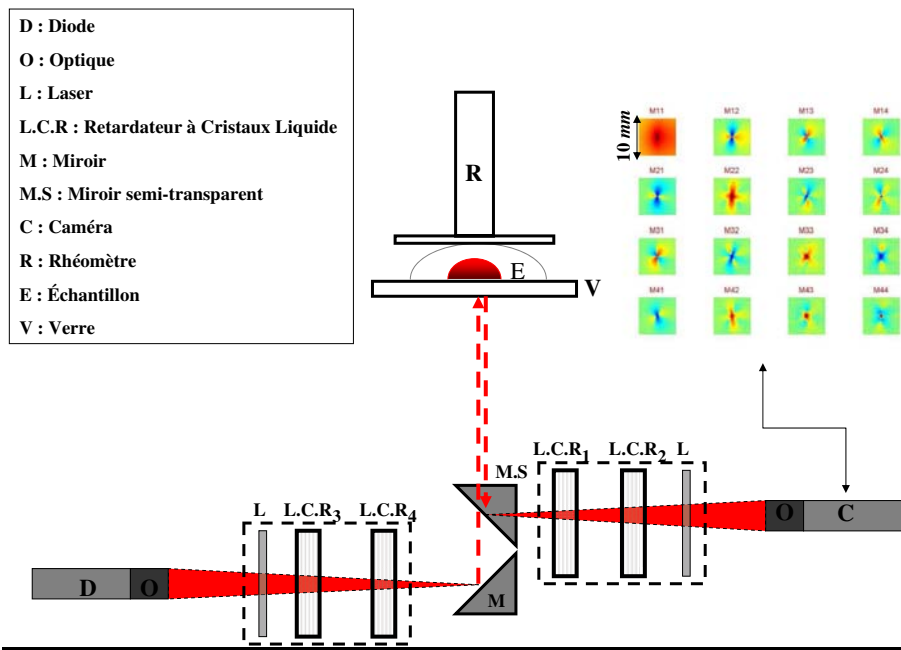 D : Diode
O : Optique
L : Laser
L.C.R : Retardateur à Cristaux Liquide
M : Miroir
M.S : Miroir semi-transparent
C : Caméra
R : Rhéomètre
E : Échantillon
V : Verre
R
E
V
10 mm
M11 M12 M13 M14
M21 M22 M23 M24
M31 M32 M33 M34
M41 M42 M43 M44
L.C.R1 L.C.R2 L
M.S
O C
L L.C.R3 L.C.R4
D O
M